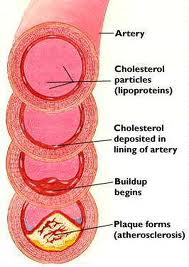 Artery
Cholesterol
particles
(lipoproteins)
Cholesterol
deposited in
lining of artery
Buildup
begins
Plaque forms
(atherosclerosis)